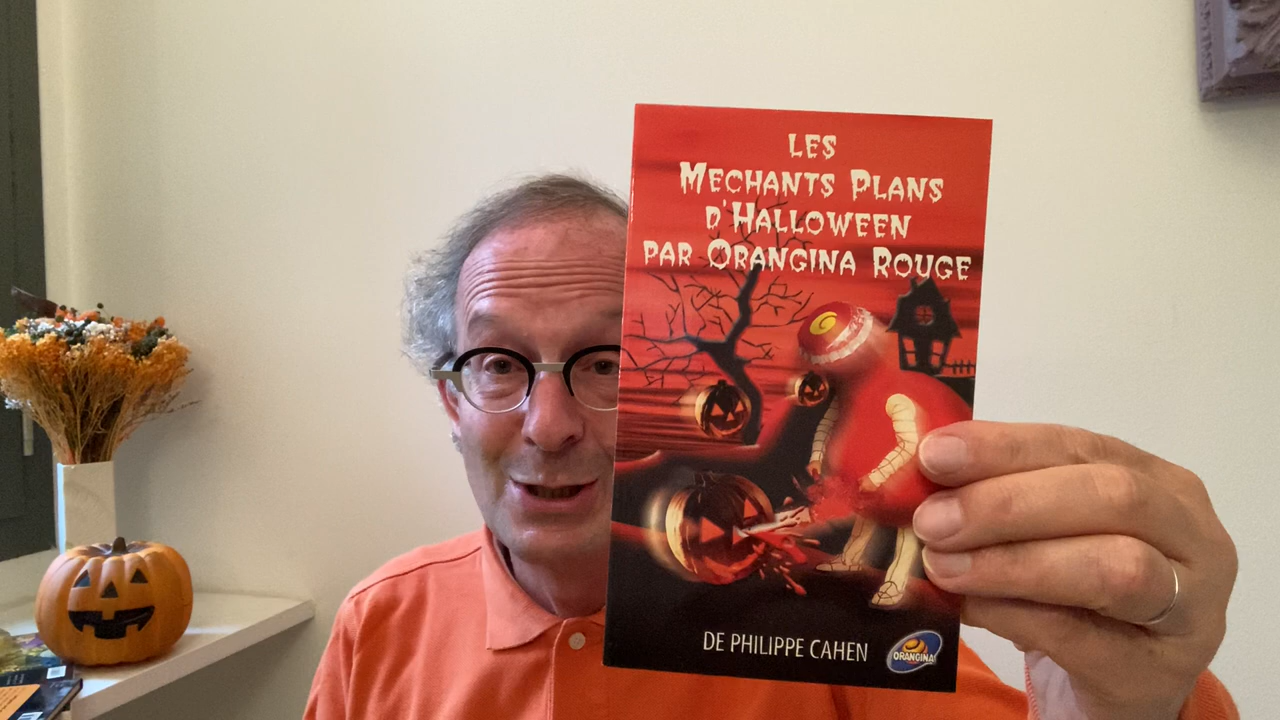 LES
MECHANTS PLANS
D'HALLOWEEN
PAR ORANGINA ROUGE
DE PHILIPPE CAHEN
ORANGINA